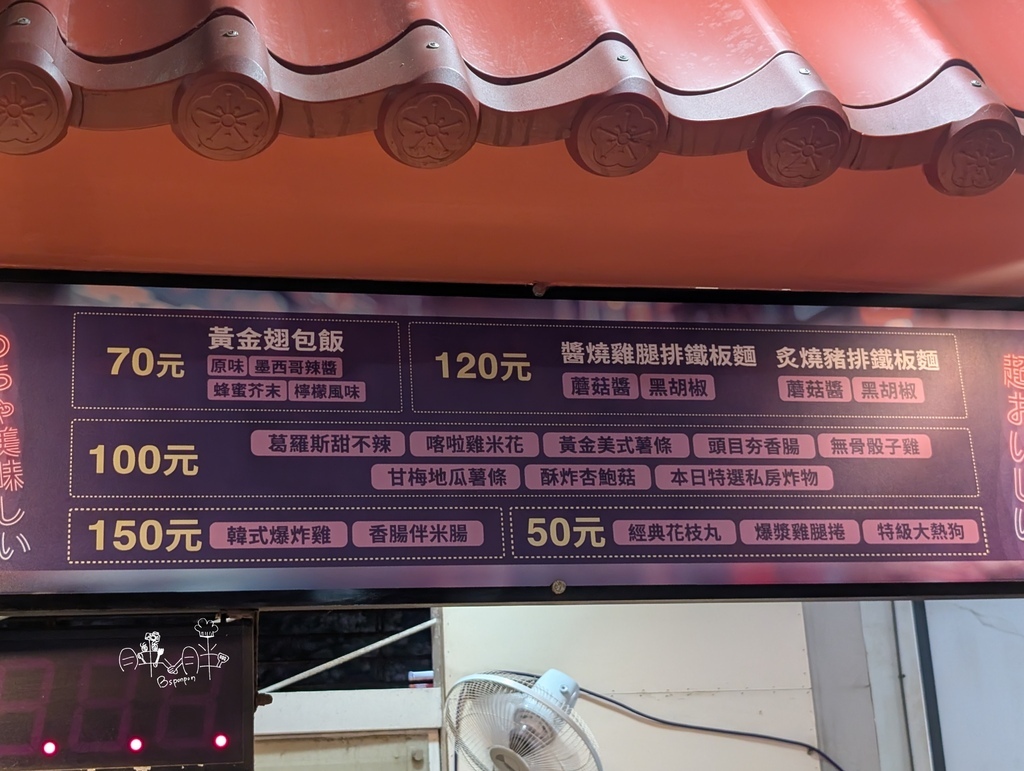 70元
黃金翅包飯
原味 墨西哥辣醬
蜂蜜芥末 檸檬風味
120元
醬燒雞腿排鐵板麵
蘑菇醬 黑胡椒
炙燒豬排鐵板麵
蘑菇醬 黑胡椒
100元
葛羅斯甜不辣 喀啦雞米花 黃金美式薯條 頭目夯香腸 無骨骰子雞
甘梅地瓜薯條 酥炸杏鮑菇 本日特選私房炸物
150元
韓式爆炸雞 香腸伴米腸
50元
經典花枝丸 爆漿雞腿捲 特級大熱狗
超おいしい
Bsponpon